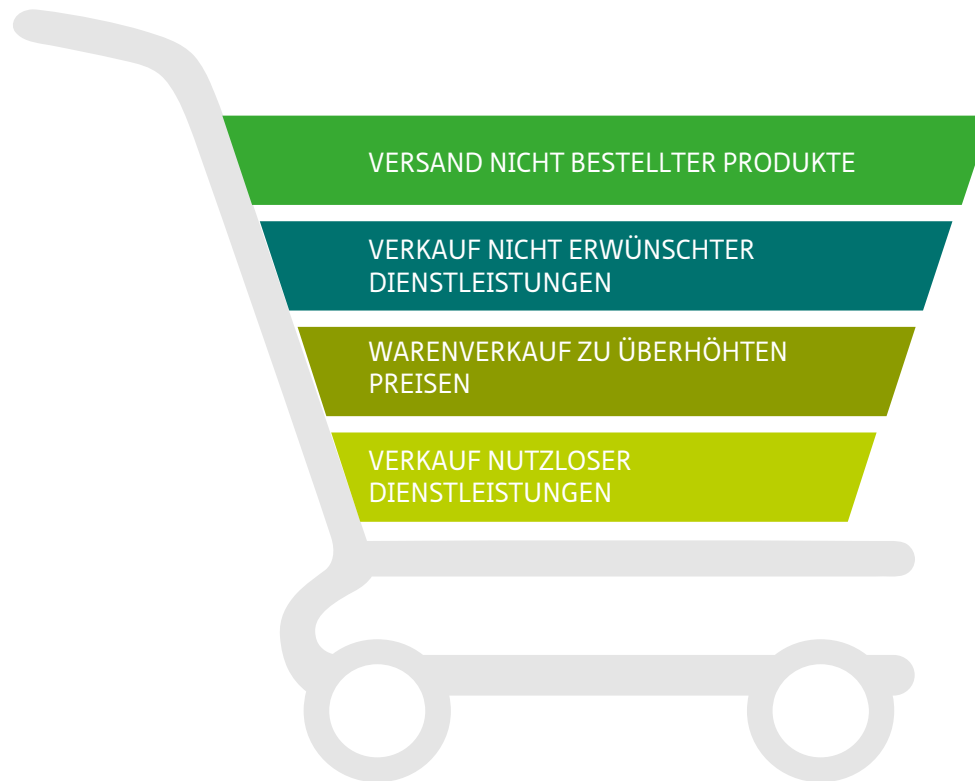 VERSAND NICHT BESTELLTER PRODUKTE
VERKAUF NICHT ERWÜNSCHTER
DIENSTLEISTUNGEN
WARENVERKAUF ZU ÜBERHÖHTEN
PREISEN
VERKAUF NUTZLOSER
DIENSTLEISTUNGEN